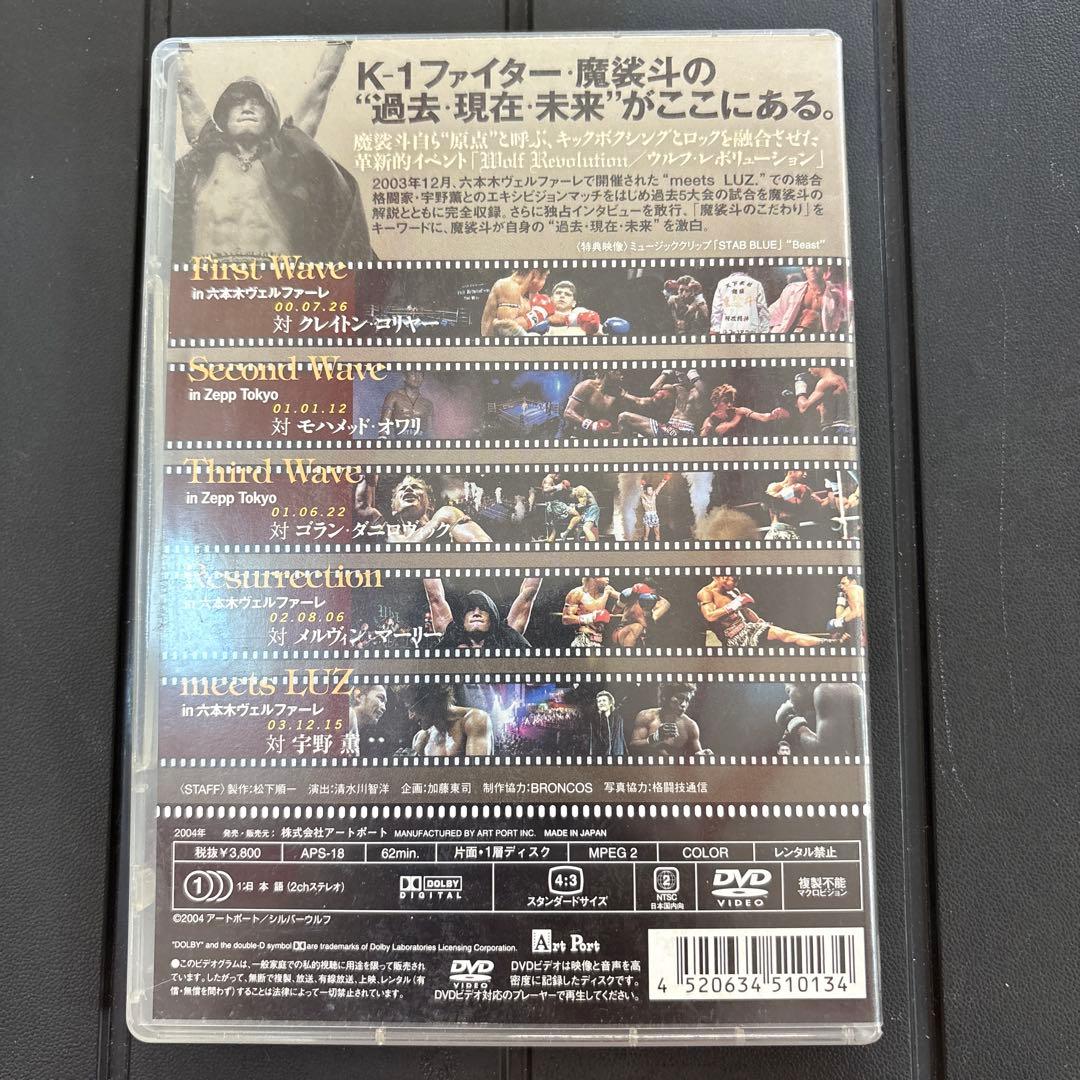 K-1ファイター・魔裟斗の
“過去・現在・未来”がここにある。
魔裟斗自ら“原点”と呼ぶ、キックボクシングとロックを融合させた
革新的イベント「Wolf Revolution／ウルフ・レボリューション」
2003年12月、六本木ヴェルファーレで開催された“meets LUZ.”での総合
格闘家・宇野薫とのエキシビジョンマッチをはじめ過去5大会の試合を魔裟斗の
解説とともに完全収録。さらに独占インタビューを敢行。「魔裟斗のこだわり」を
キーワードに、魔裟斗が自身の“過去・現在・未来”を激白。
〈特典映像〉ミュージッククリップ「STAB BLUE」“Beast”
First Wave
in 六本木ヴェルファーレ
00.07.26
対 クレイトン・コリヤー
Second Wave
in Zepp Tokyo
01.01.12
対 モハメッド・オワリ
Third Wave
in Zepp Tokyo
01.06.22
対 ゴラン・ダニロヴィック
Resurrection
in 六本木ヴェルファーレ
02.08.06
対 メルヴィン・マーリー
meets LUZ.
in 六本木ヴェルファーレ
03.12.15
対 宇野 薫
〈STAFF〉製作:松下順一 演出:清水川智洋 企画:加藤東司 制作協力:BRONCOS 写真協力:格闘技通信
2004年 発売・販売元：株式会社アートポート MANUFACTURED BY ART PORT INC. MADE IN JAPAN
税抜￥3,800 APS-18 62min. 片面・1層ディスク MPEG 2 COLOR レンタル禁止
1 1:日本語(2chステレオ) DOLBY DIGITAL 4:3 スタンダードサイズ 2 NTSC 日本国内向 DVD VIDEO 複製不能 マクロビジョン
©2004 アートポート／シルバーウルフ
"DOLBY" and the double-D symbol are trademarks of Dolby Laboratories Licensing Corporation.
Art Port
●このビデオグラムは、一般家庭での私的視聴に用途を限って販売され
ています。したがって、無断で複製、放送、有線放送、上映、レンタル(有
償・無償を問わず)することは法律によって一切禁止されています。
DVD VIDEO
DVDビデオは映像と音声を高
密度に記録したディスクです。
DVDビデオ対応のプレーヤーで再生してください。
4 520634 510134